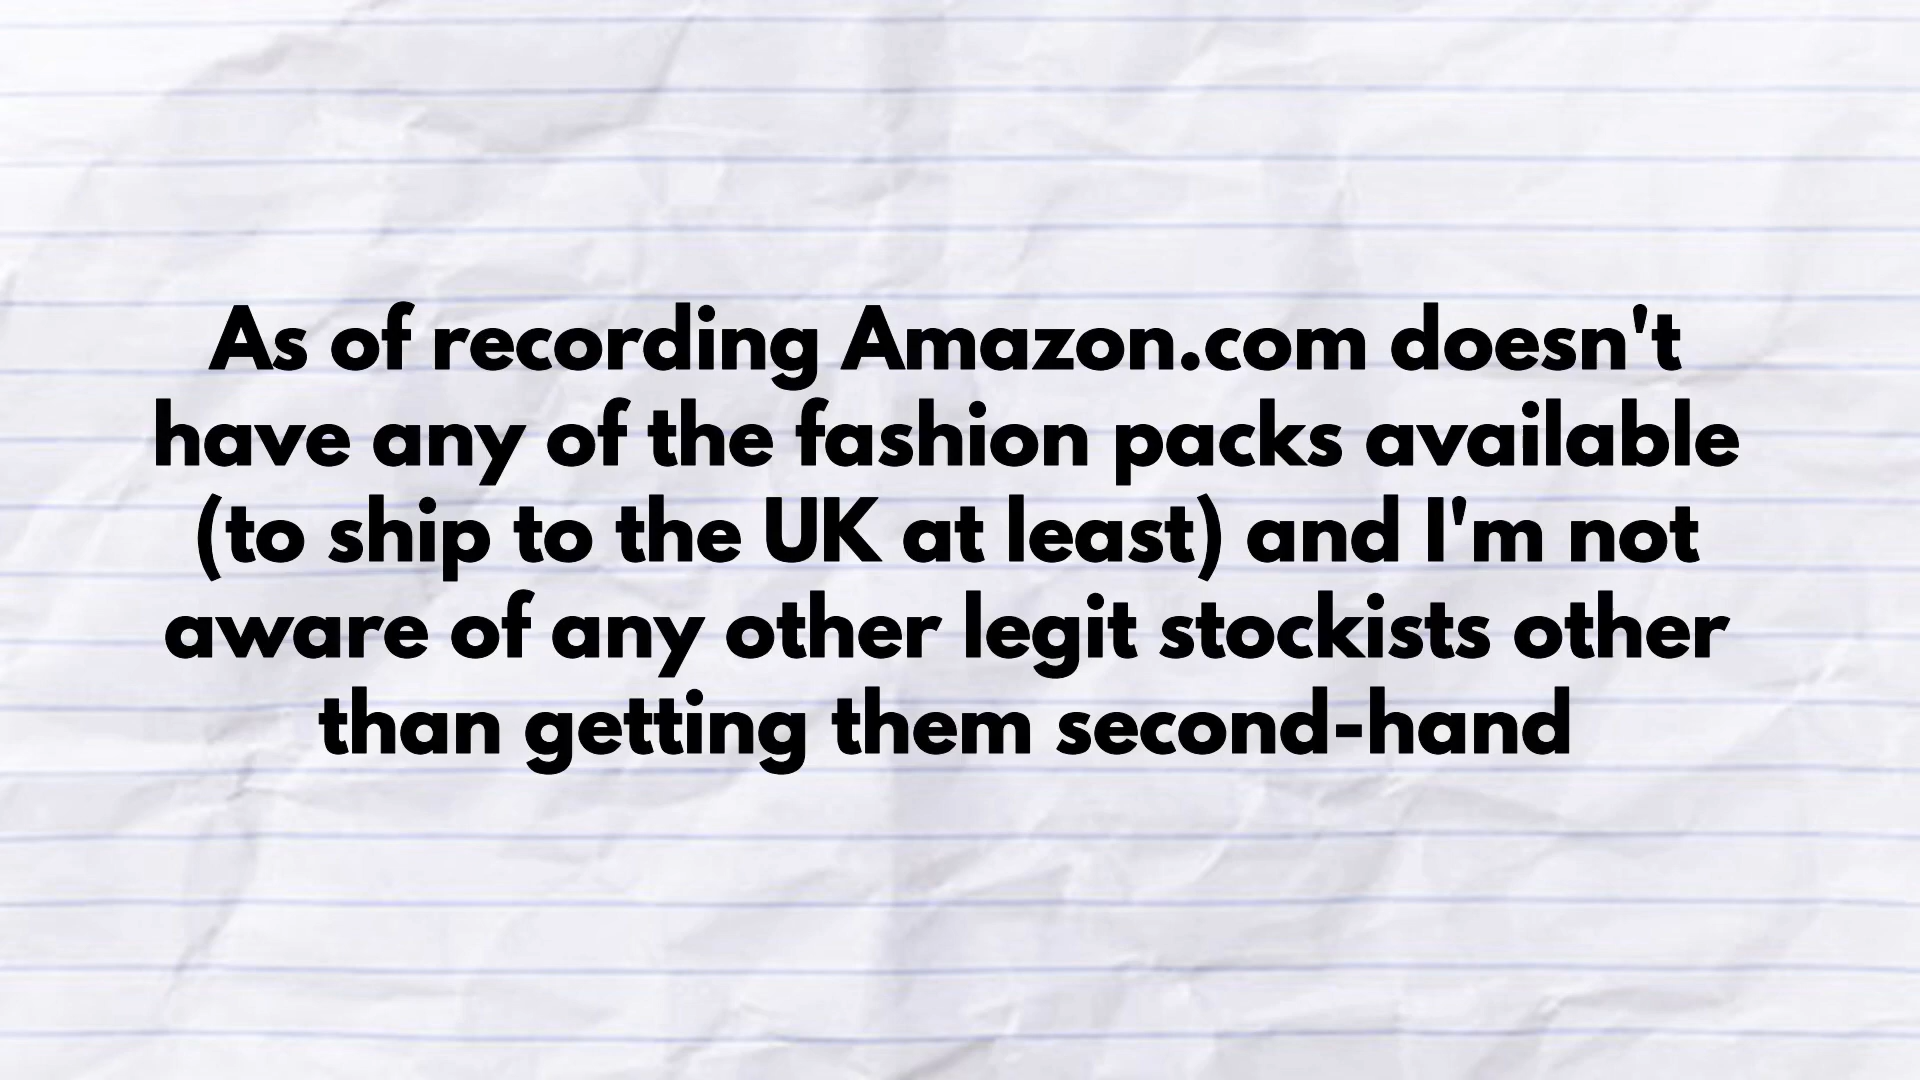 As of recording Amazon.com doesn't
have any of the fashion packs available
(to ship to the UK at least) and I'm not
aware of any other legit stockists other
than getting them second-hand